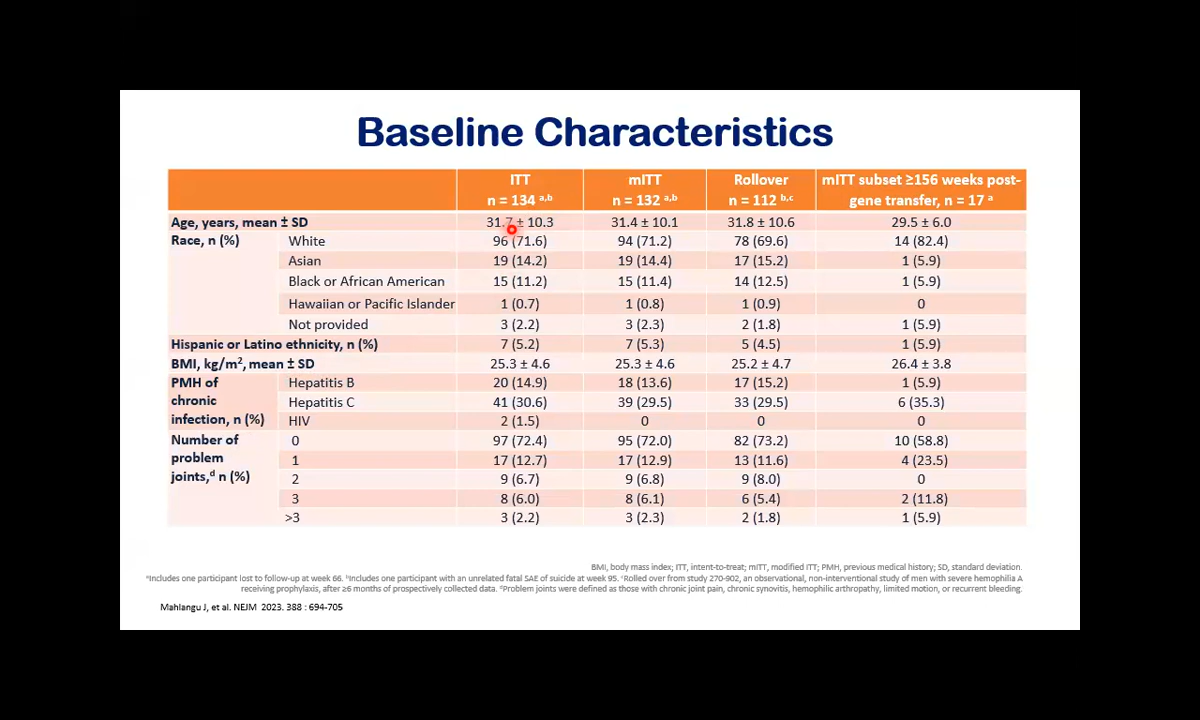 Baseline Characteristics
ITT mITT Rollover mITT subset ≥156 weeks post-
n = 134 a,b n = 132 a,b n = 112 b,c gene transfer, n = 17 a
Age, years, mean ± SD 31.7 ± 10.3 31.4 ± 10.1 31.8 ± 10.6 29.5 ± 6.0
Race, n (%) White 96 (71.6) 94 (71.2) 78 (69.6) 14 (82.4)
Asian 19 (14.2) 19 (14.4) 17 (15.2) 1 (5.9)
Black or African American 15 (11.2) 15 (11.4) 14 (12.5) 1 (5.9)
Hawaiian or Pacific Islander 1 (0.7) 1 (0.8) 1 (0.9) 0
Not provided 3 (2.2) 3 (2.3) 2 (1.8) 1 (5.9)
Hispanic or Latino ethnicity, n (%) 7 (5.2) 7 (5.3) 5 (4.5) 1 (5.9)
BMI, kg/m2, mean ± SD 25.3 ± 4.6 25.3 ± 4.6 25.2 ± 4.7 26.4 ± 3.8
PMH of Hepatitis B 20 (14.9) 18 (13.6) 17 (15.2) 1 (5.9)
chronic Hepatitis C 41 (30.6) 39 (29.5) 33 (29.5) 6 (35.3)
infection, n (%) HIV 2 (1.5) 0 0 0
Number of 0 97 (72.4) 95 (72.0) 82 (73.2) 10 (58.8)
problem 1 17 (12.7) 17 (12.9) 13 (11.6) 4 (23.5)
joints,d n (%) 2 9 (6.7) 9 (6.8) 9 (8.0) 0
3 8 (6.0) 8 (6.1) 6 (5.4) 2 (11.8)
>3 3 (2.2) 3 (2.3) 2 (1.8) 1 (5.9)
BMI, body mass index; ITT, intent-to-treat; mITT, modified ITT; PMH, previous medical history; SD, standard deviation.
aIncludes one participant lost to follow-up at week 66. bIncludes one participant with an unrelated fatal SAE of suicide at week 95. cRolled over from study 270-902, an observational, non-interventional study of men with severe hemophilia A
receiving prophylaxis, after ≥6 months of prospectively collected data. dProblem joints were defined as those with chronic joint pain, chronic synovitis, hemophilic arthropathy, limited motion, or recurrent bleeding.
Mahlangu J, et al. NEJM 2023. 388 : 694-705